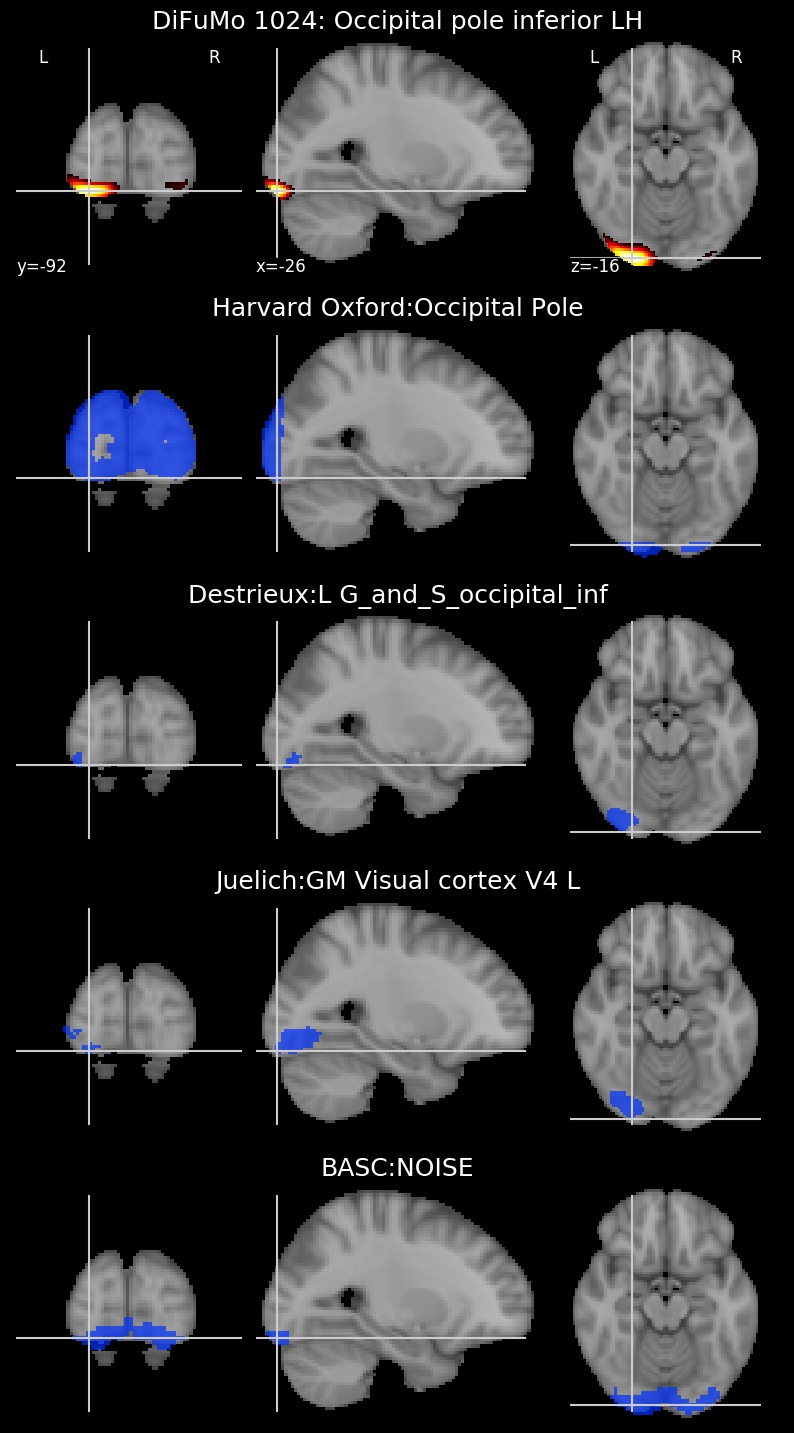 DiFuMo 1024: Occipital pole inferior LH
L R L R
y=-92 x=-26 z=-16
Harvard Oxford:Occipital Pole
Destrieux:L G_and_S_occipital_inf
Juelich:GM Visual cortex V4 L
BASC:NOISE